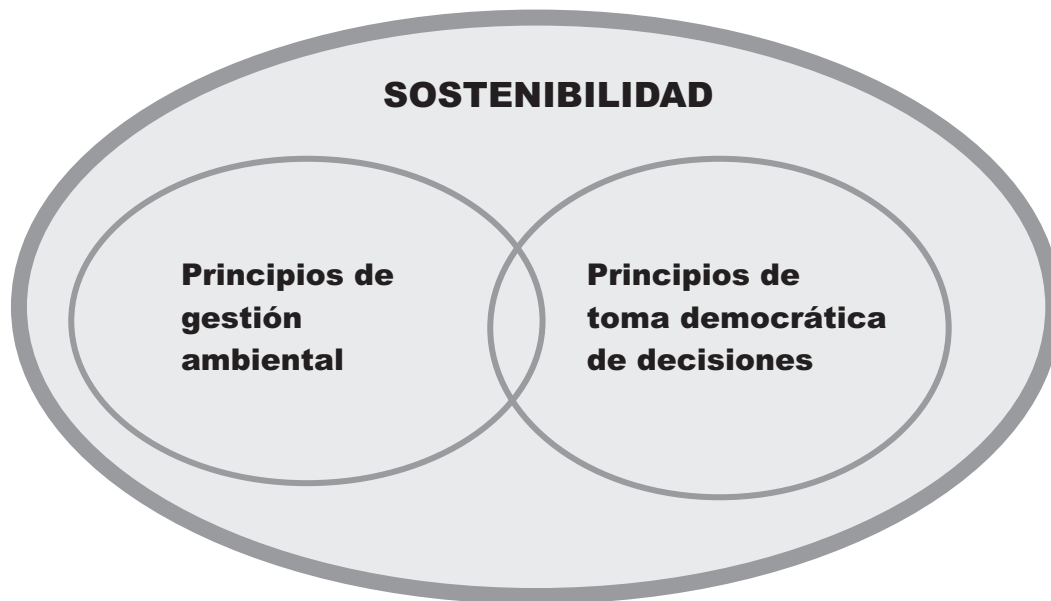 SOSTENIBILIDAD
Principios de
gestión
ambiental
Principios de
toma democrática
de decisiones